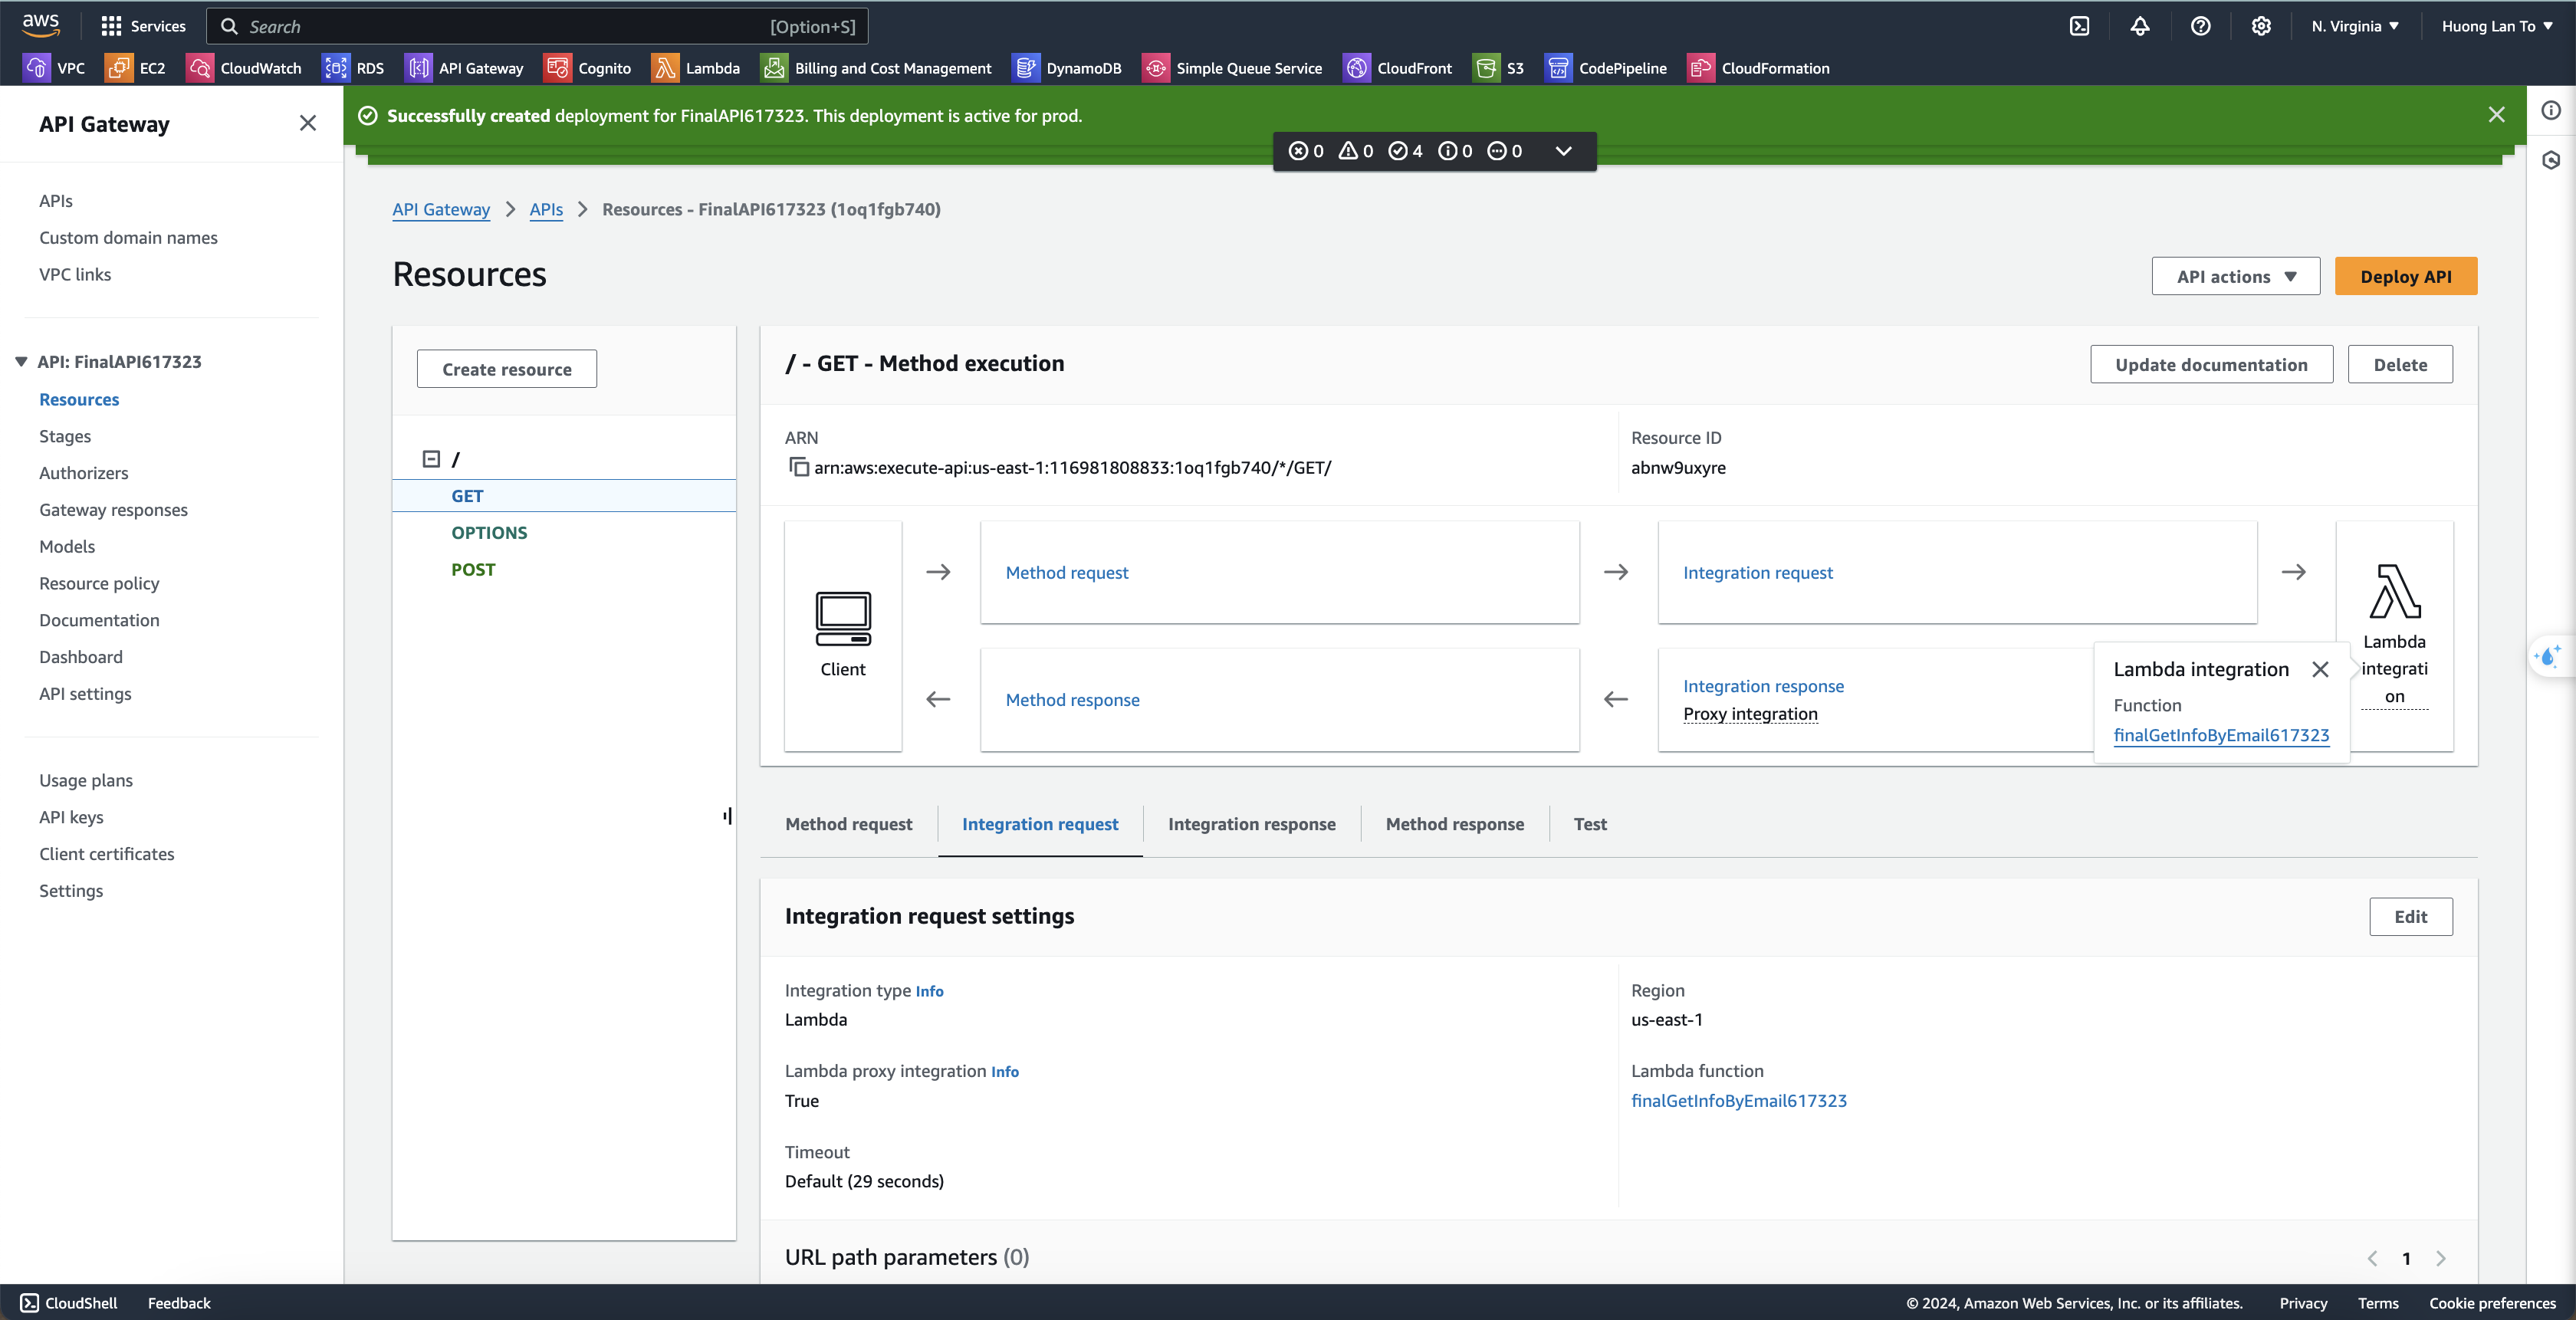 aws
Services
Search
[Option+S]
N. Virginia
Huong Lan To
VPC
EC2
CloudWatch
RDS
API Gateway
Cognito
Lambda
Billing and Cost Management
DynamoDB
Simple Queue Service
CloudFront
S3
CodePipeline
CloudFormation
API Gateway
Successfully created deployment for FinalAPI617323. This deployment is active for prod.
0 0 4 0 0
APIs
Custom domain names
VPC links
API: FinalAPI617323
Resources
Stages
Authorizers
Gateway responses
Models
Resource policy
Documentation
Dashboard
API settings
Usage plans
API keys
Client certificates
Settings
API Gateway > APIs > Resources - FinalAPI617323 (1oq1fgb740)
Resources
API actions
Deploy API
Create resource
/
GET
OPTIONS
POST
/ - GET - Method execution
Update documentation
Delete
ARN
arn:aws:execute-api:us-east-1:116981808833:1oq1fgb740/*/GET/
Resource ID
abnw9uxyre
Client
Method request
Integration request
Method response
Integration response
Proxy integration
Lambda
integrati
on
Lambda integration
Function
finalGetInfoByEmail617323
Method request
Integration request
Integration response
Method response
Test
Integration request settings
Edit
Integration type Info
Lambda
Region
us-east-1
Lambda proxy integration Info
True
Lambda function
finalGetInfoByEmail617323
Timeout
Default (29 seconds)
URL path parameters (0)
1
CloudShell
Feedback
© 2024, Amazon Web Services, Inc. or its affiliates.
Privacy
Terms
Cookie preferences